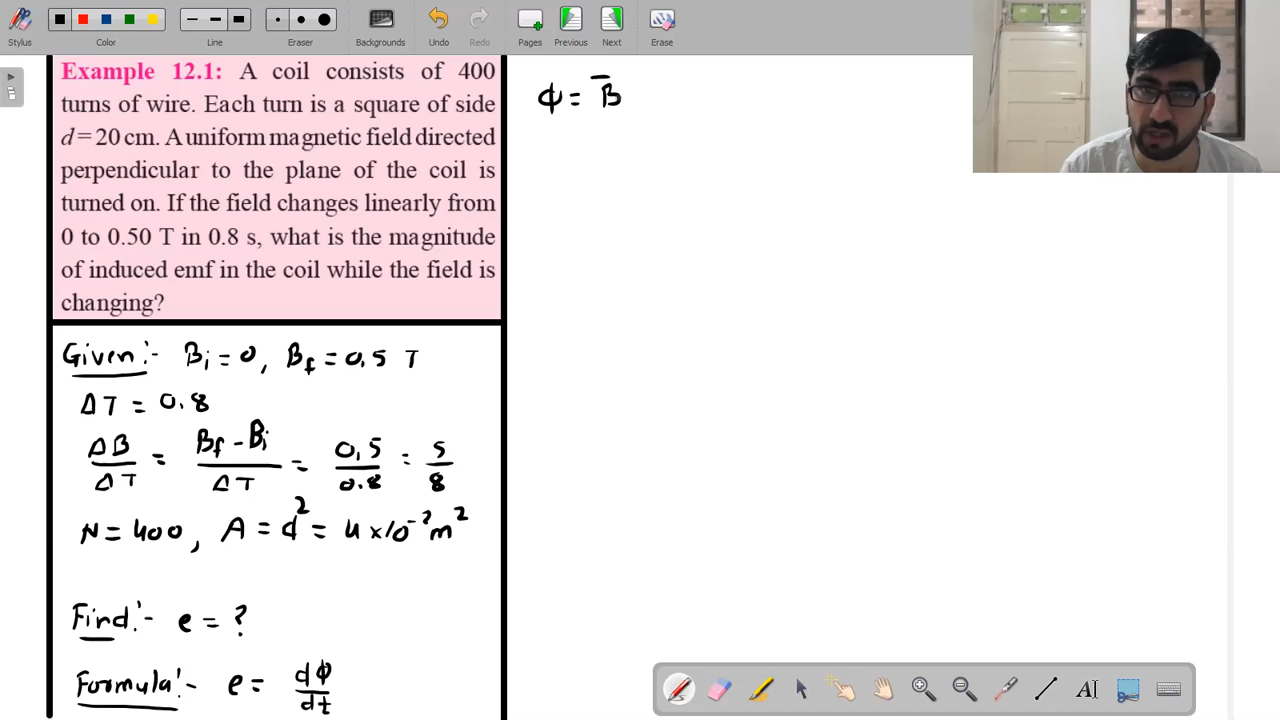 Stylus
Color
Line
Eraser
Backgrounds
Undo
Redo
Pages
Previous
Next
Erase
Example 12.1: A coil consists of 400
turns of wire. Each turn is a square of side
d = 20 cm. A uniform magnetic field directed
perpendicular to the plane of the coil is
turned on. If the field changes linearly from
0 to 0.50 T in 0.8 s, what is the magnitude
of induced emf in the coil while the field is
changing?
Given:- Bi = 0, Bf = 0.5 T
ΔT = 0.8
ΔB/ΔT = (Bf - Bi)/ΔT = 0.5/0.8 = 5/8
N = 400, A = d² = 4 × 10⁻² m²
Find:- e = ?
Formula:- e = dϕ/dt
ϕ = B̅
AI